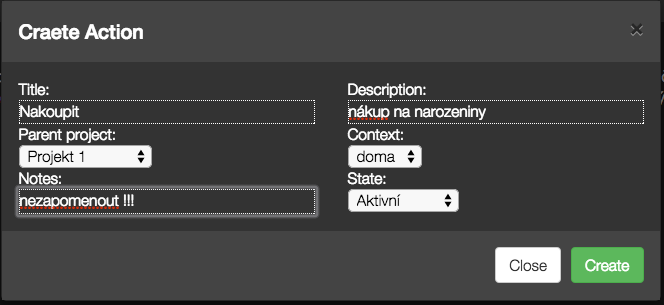 Craete Action
×
Title:
Description:
Nakoupit
nákup na narozeniny
Parent project:
Context:
Projekt 1
doma
Notes:
State:
nezapomenout !!!
Aktivní
Close
Create